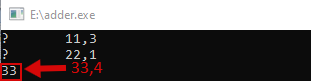 E:\adder.exe
? 11,3
? 22,1
33 33,4